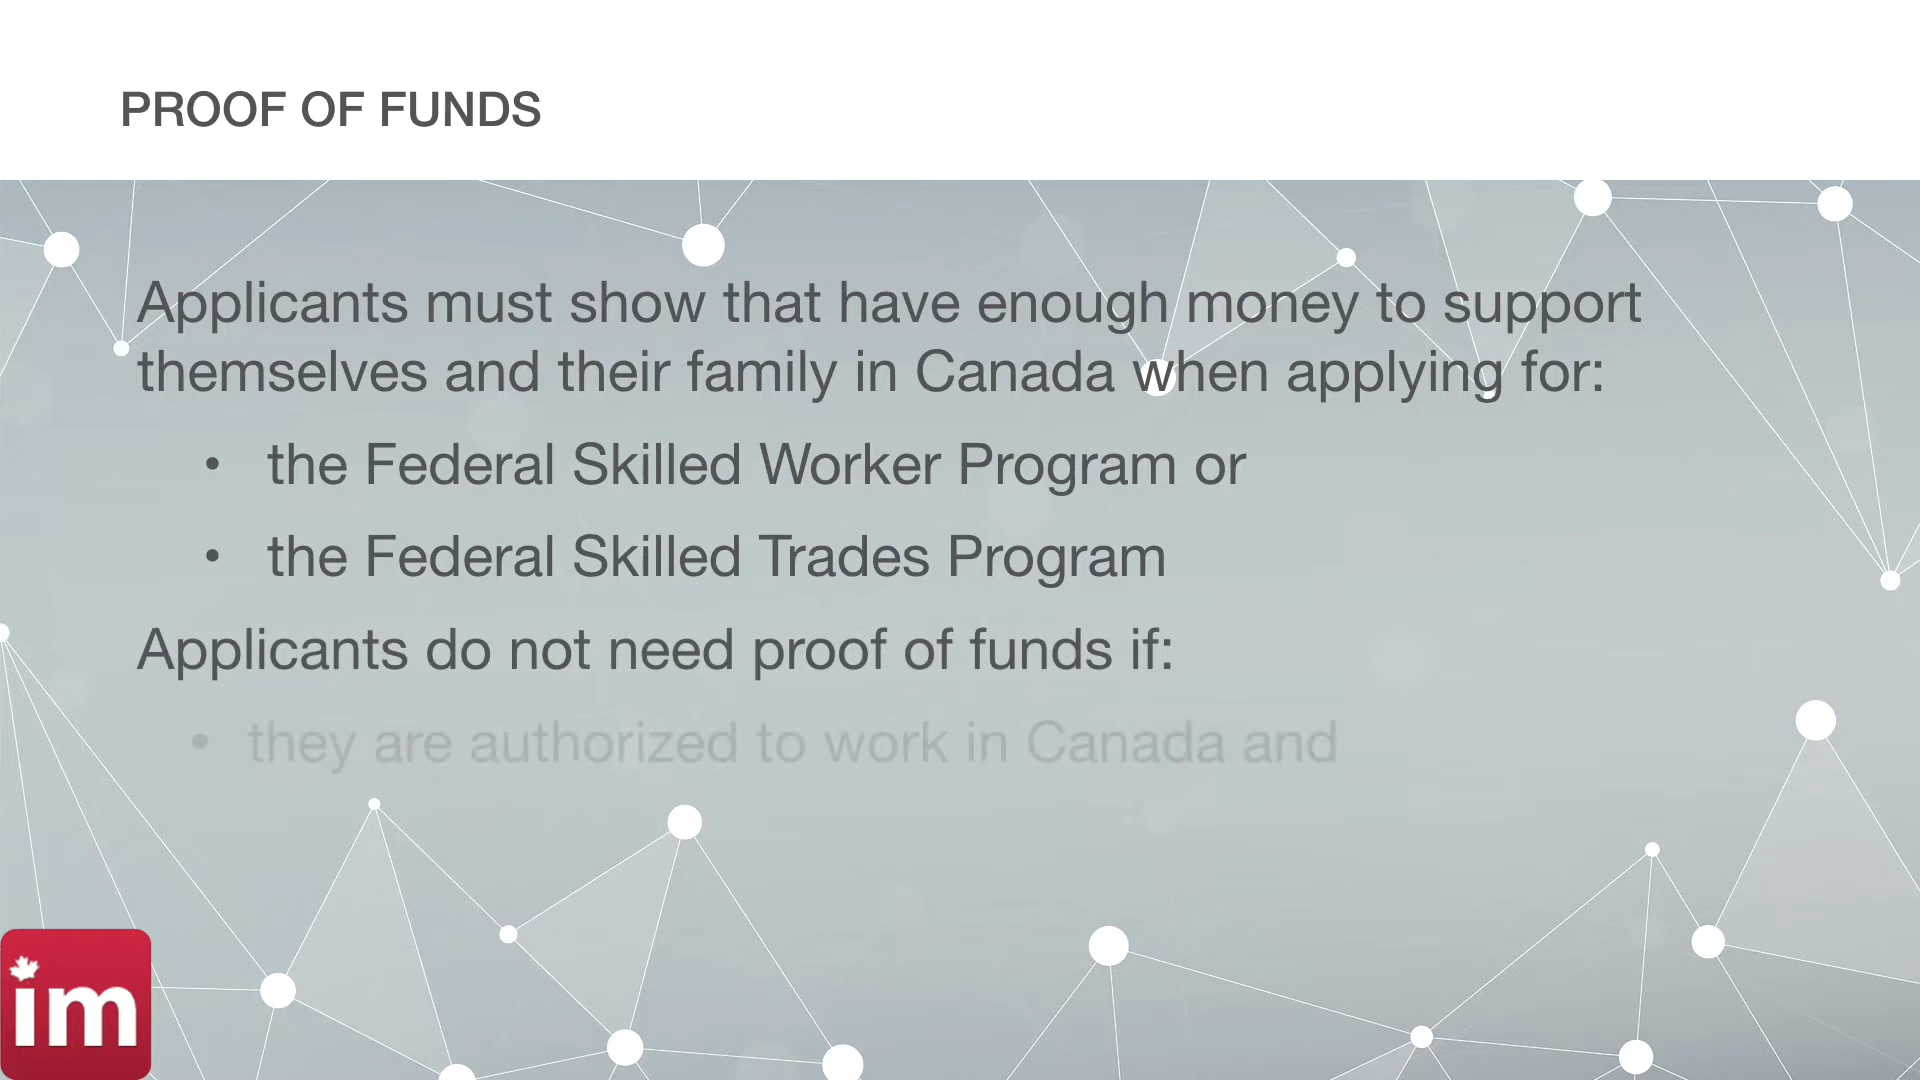 PROOF OF FUNDS
Applicants must show that have enough money to support
themselves and their family in Canada when applying for:
• the Federal Skilled Worker Program or
• the Federal Skilled Trades Program
Applicants do not need proof of funds if:
• they are authorized to work in Canada and
im